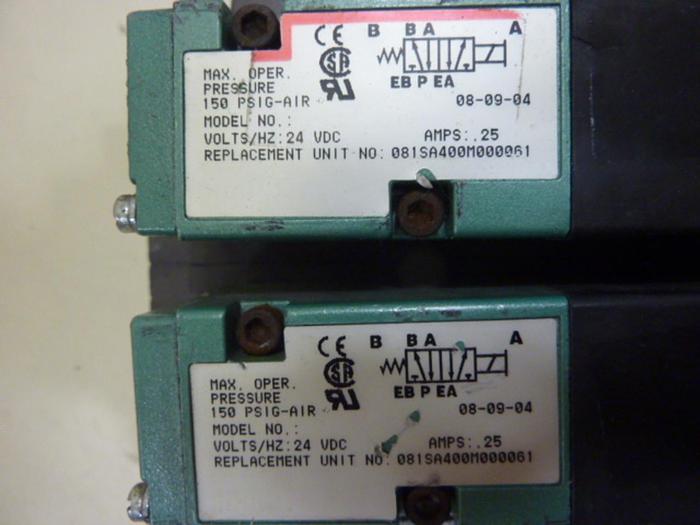 CE B B A A
SA
MAX. OPER.
PRESSURE
150 PSIG-AIR
EB P EA
08-09-04
MODEL NO.:
VOLTS/HZ: 24 VDC AMPS: .25
REPLACEMENT UNIT NO: 081SA400M000061
CE B B A A
SA
MAX. OPER.
PRESSURE
150 PSIG-AIR
EB P EA
08-09-04
MODEL NO.:
VOLTS/HZ: 24 VDC AMPS: .25
REPLACEMENT UNIT NO: 081SA400M000061